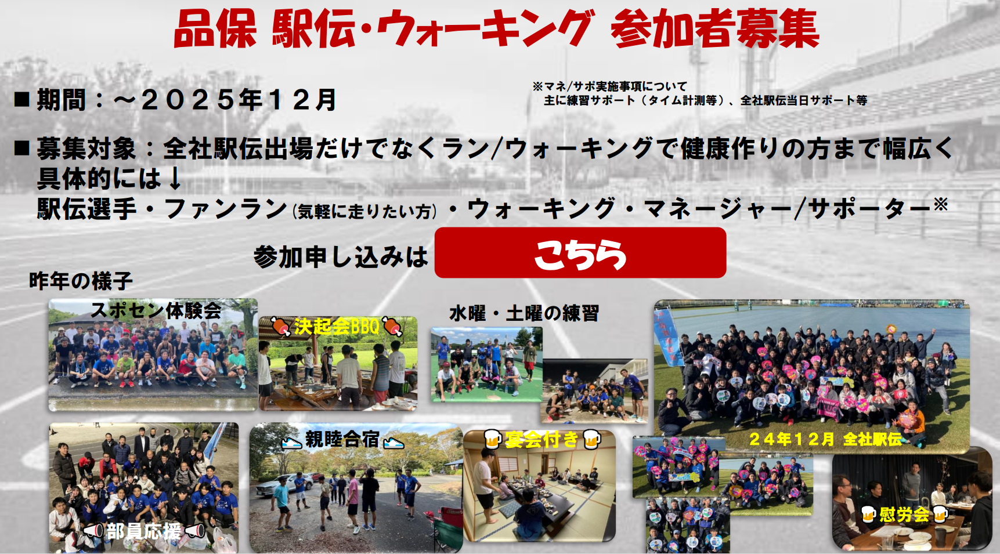 品保 駅伝・ウォーキング 参加者募集
■期間：～２０２５年１２月
※マネ/サポ実施事項について
主に練習サポート（タイム計測等）、全社駅伝当日サポート等
■募集対象：全社駅伝出場だけでなくラン/ウォーキングで健康作りの方まで幅広く
具体的には↓
駅伝選手・ファンラン(気軽に走りたい方)・ウォーキング・マネージャー/サポーター※
参加申し込みは こちら
昨年の様子
スポセン体験会
🍖決起会BBQ🍖
水曜・土曜の練習
２４年１２月 全社駅伝
👟親睦合宿👟
🍺宴会付き🍺
🍺慰労会🍺
📣部員応援📣